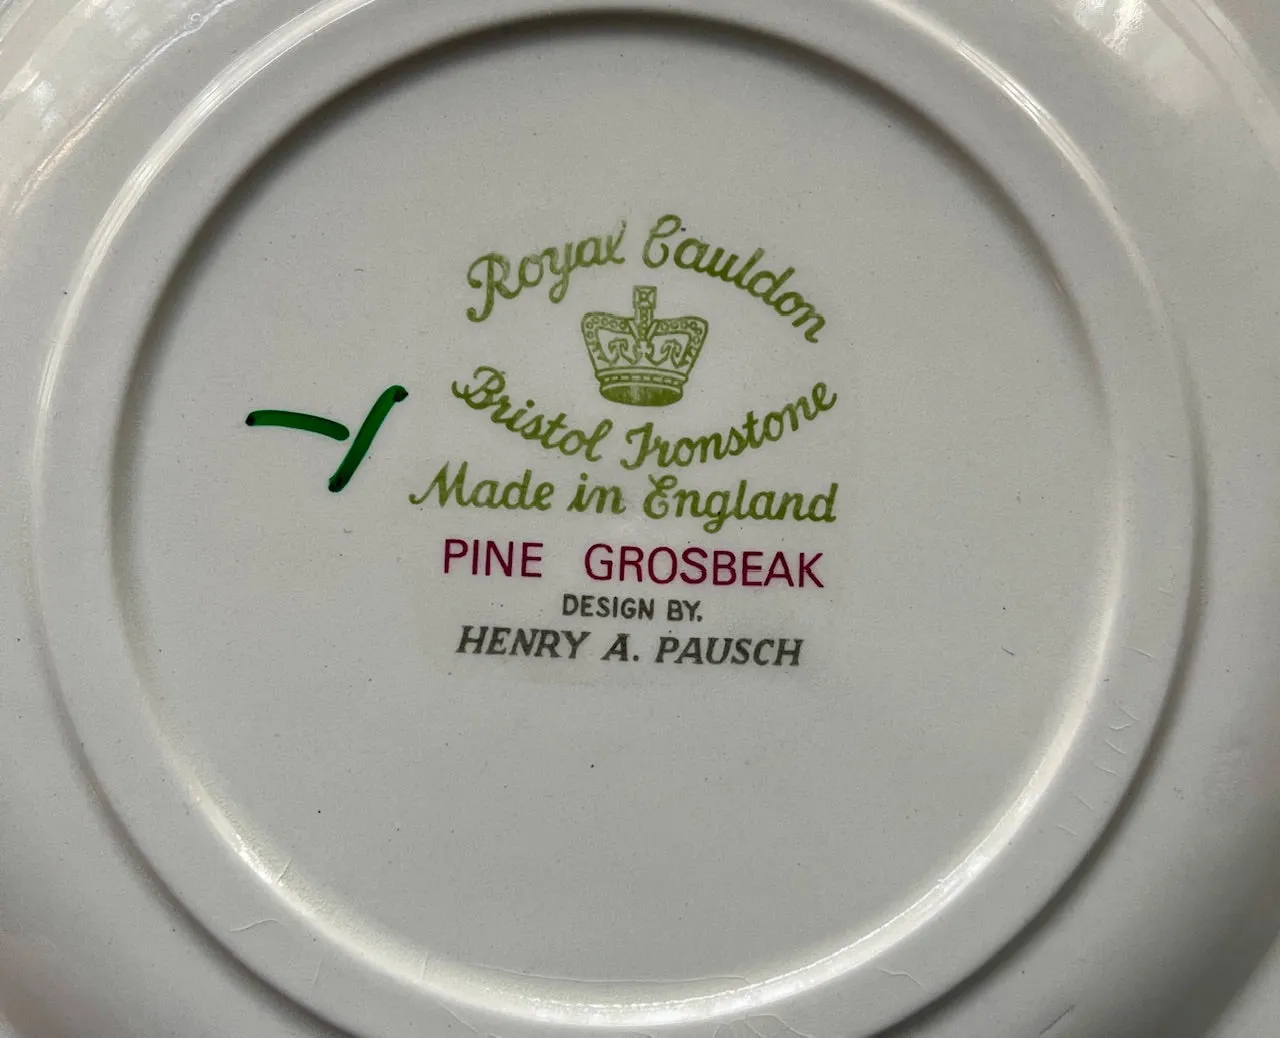 Royal Cauldon
Bristol Ironstone
Made in England
PINE GROSBEAK
DESIGN BY.
HENRY A. PAUSCH